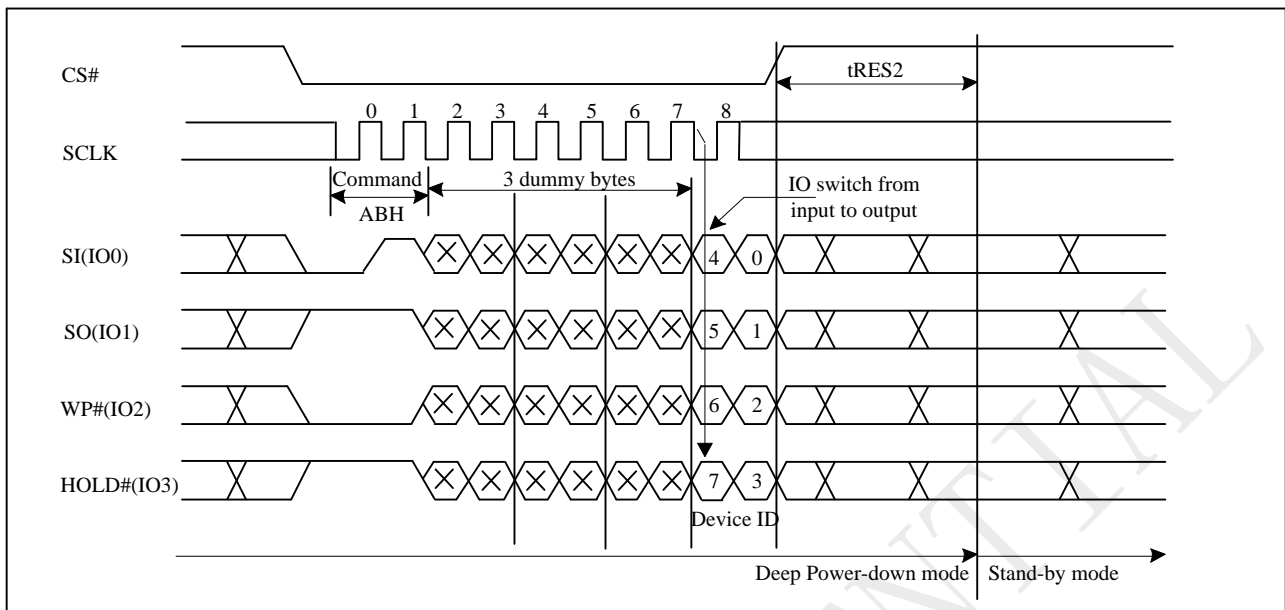 CS#
tRES2
0 1 2 3 4 5 6 7 8
SCLK
Command
ABH
3 dummy bytes
IO switch from
input to output
SI(IO0)
4 0
SO(IO1)
5 1
WP#(IO2)
6 2
HOLD#(IO3)
7 3
Device ID
Deep Power-down mode
Stand-by mode
NTIAL